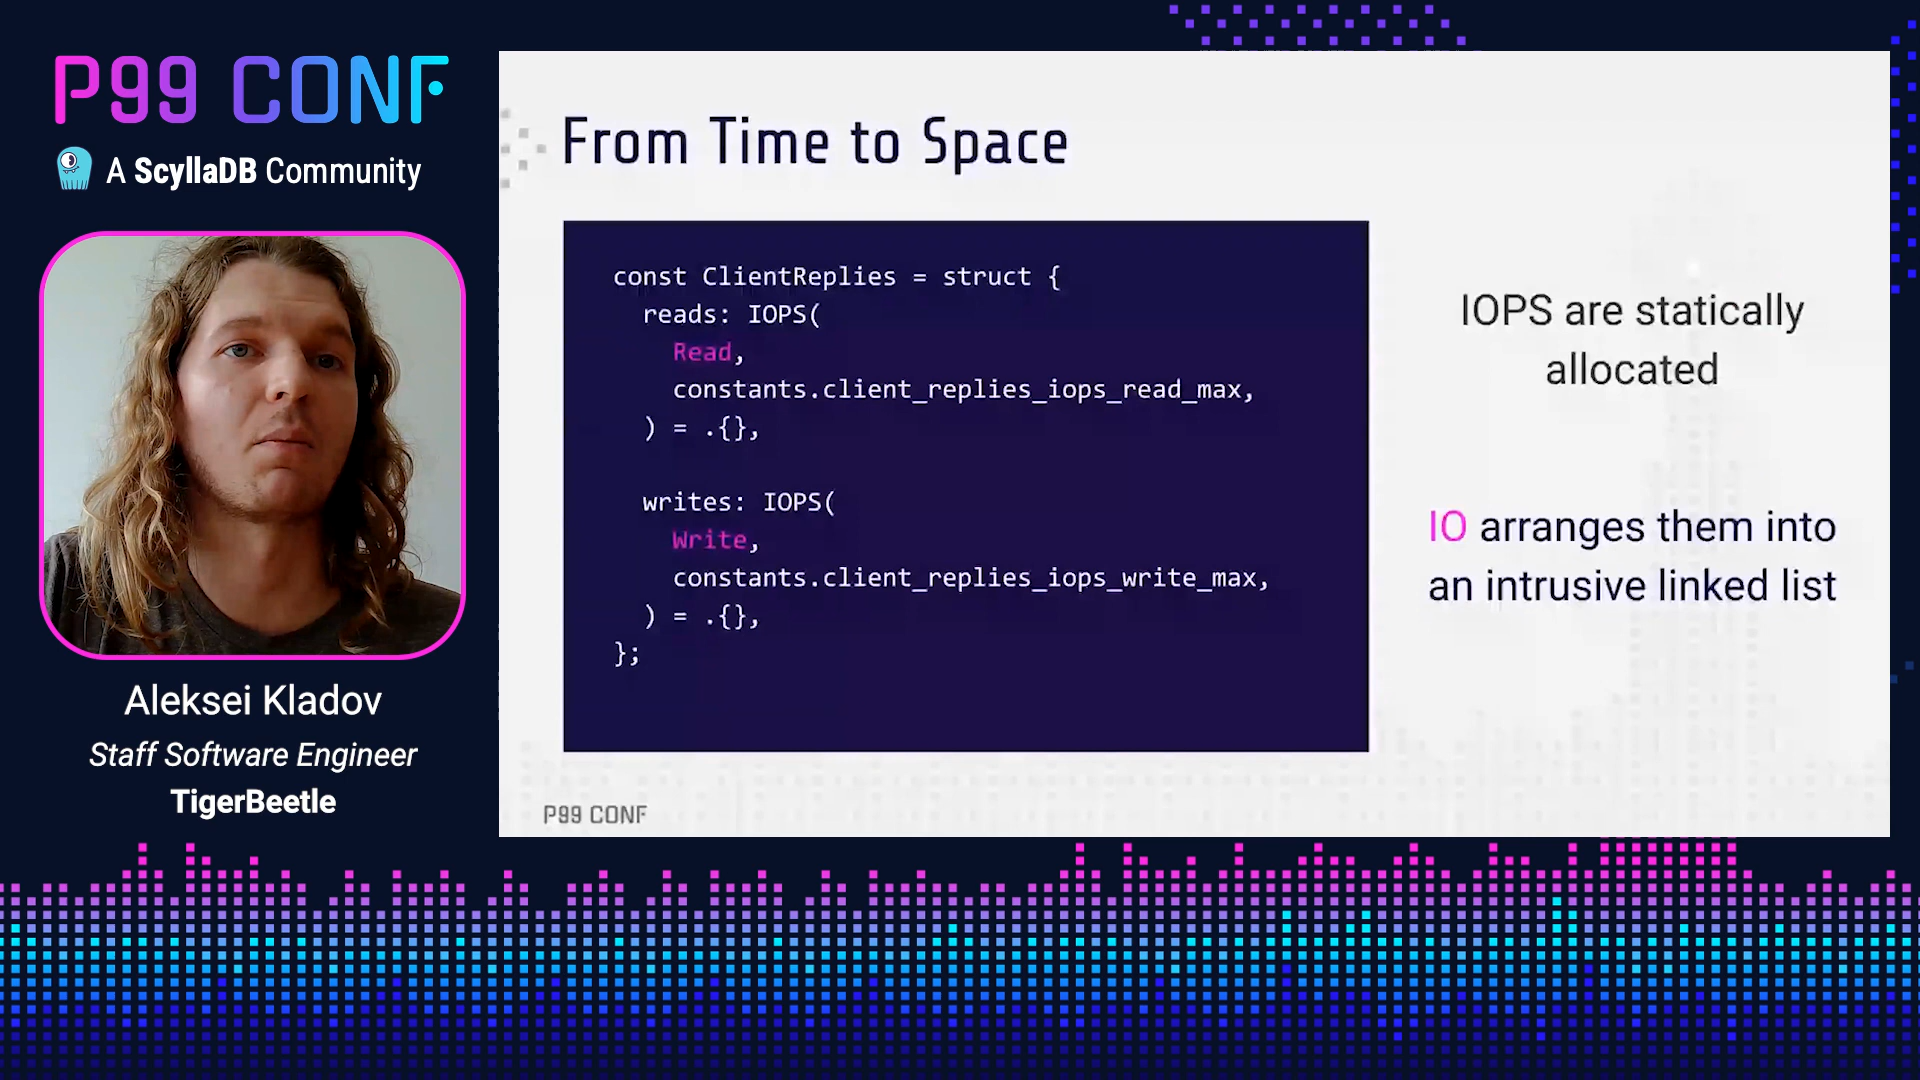 P99 CONF
A ScyllaDB Community
Aleksei Kladov
Staff Software Engineer
TigerBeetle
From Time to Space
const ClientReplies = struct {
  reads: IOPS(
    Read,
    constants.client_replies_iops_read_max,
  ) = .{},

  writes: IOPS(
    Write,
    constants.client_replies_iops_write_max,
  ) = .{},
};
IOPS are statically
allocated
IO arranges them into
an intrusive linked list
P99 CONF